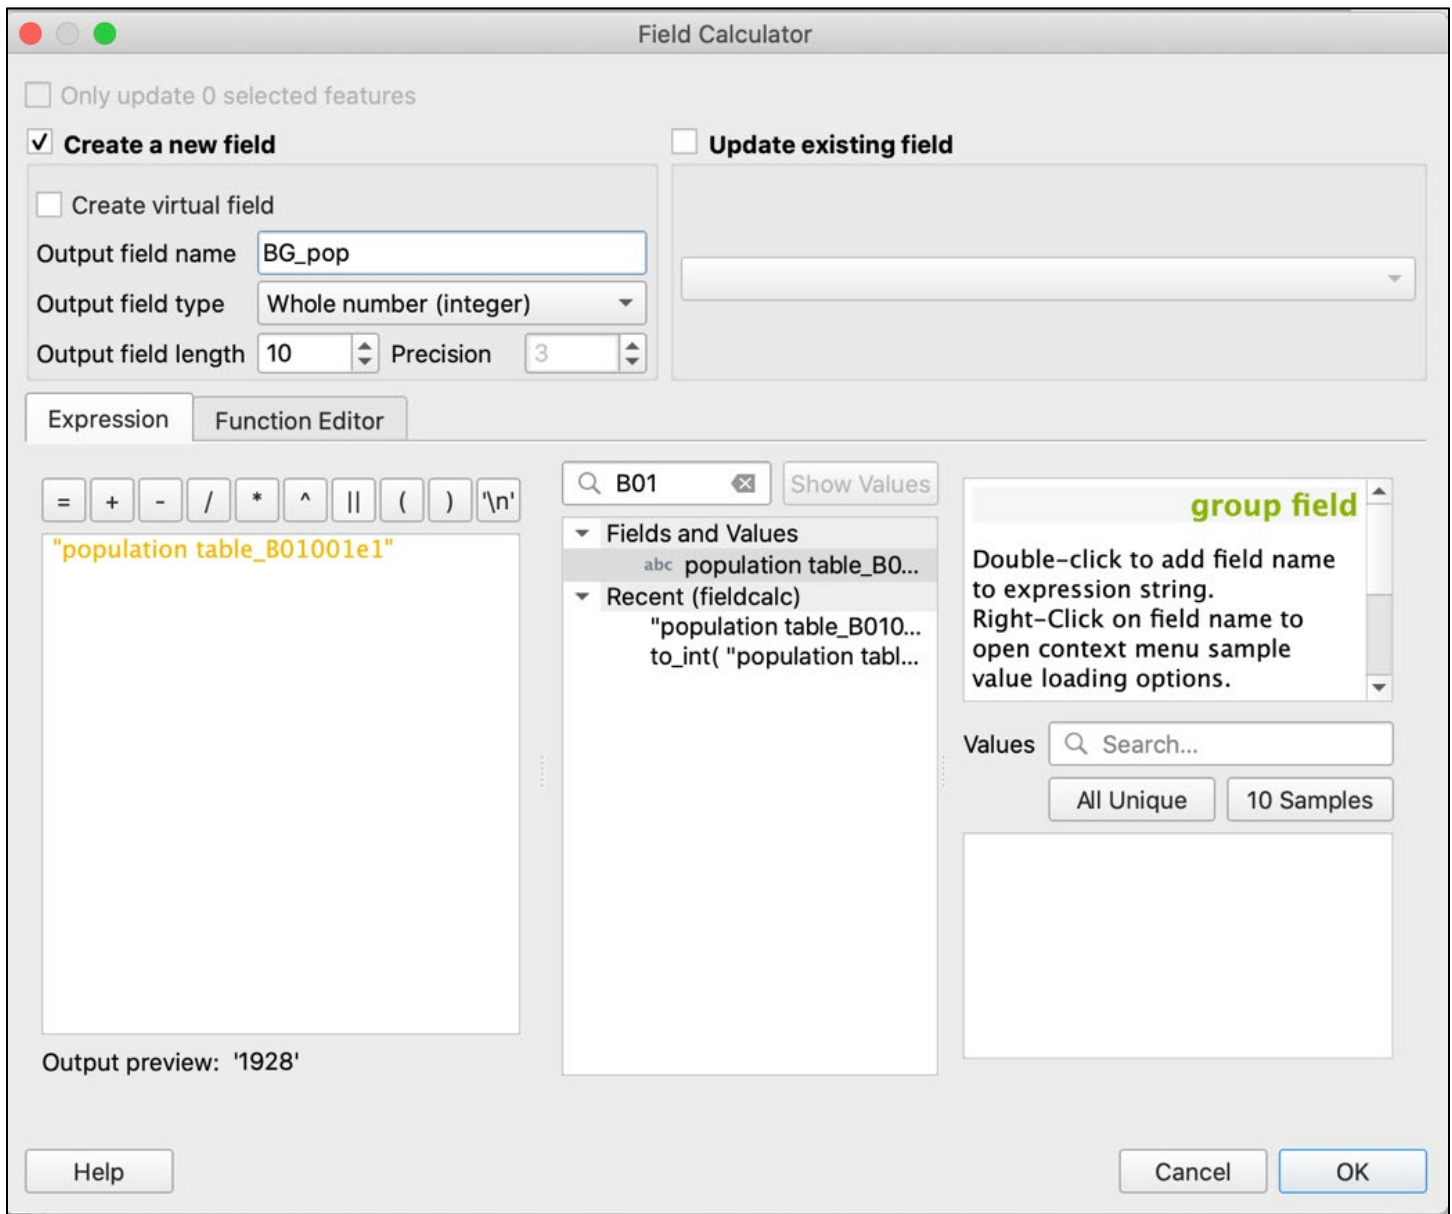 Field Calculator
Only update 0 selected features
Create a new field
Update existing field
Create virtual field
Output field name BG_pop
Output field type Whole number (integer)
Output field length 10 Precision 3
Expression Function Editor
= + - / * ^ || ( ) '\n'
"population table_B01001e1"
Output preview: '1928'
B01 Show Values
Fields and Values
abc population table_B0...
Recent (fieldcalc)
"population table_B010...
to_int( "population tabl...
group field
Double-click to add field name
to expression string.
Right-Click on field name to
open context menu sample
value loading options.
Values Search...
All Unique 10 Samples
Help Cancel OK